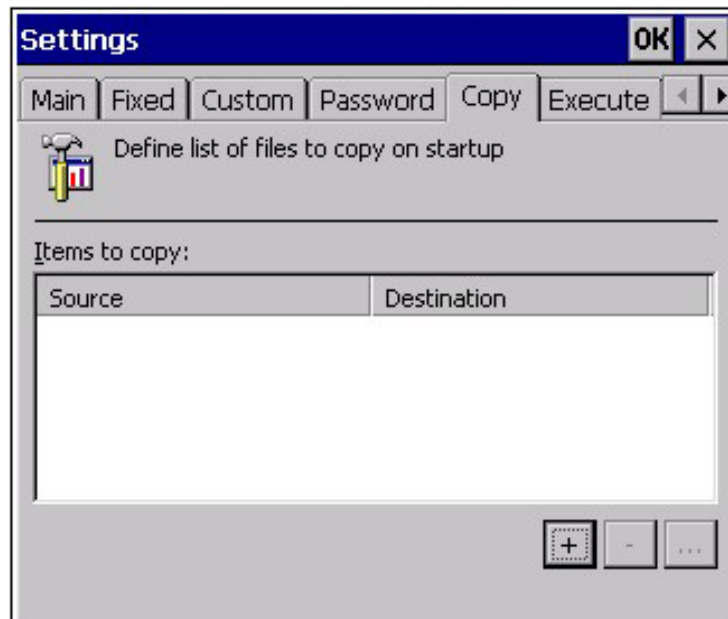 Settings OK ×
Main Fixed Custom Password Copy Execute
Define list of files to copy on startup
Items to copy:
Source Destination
+ - ...